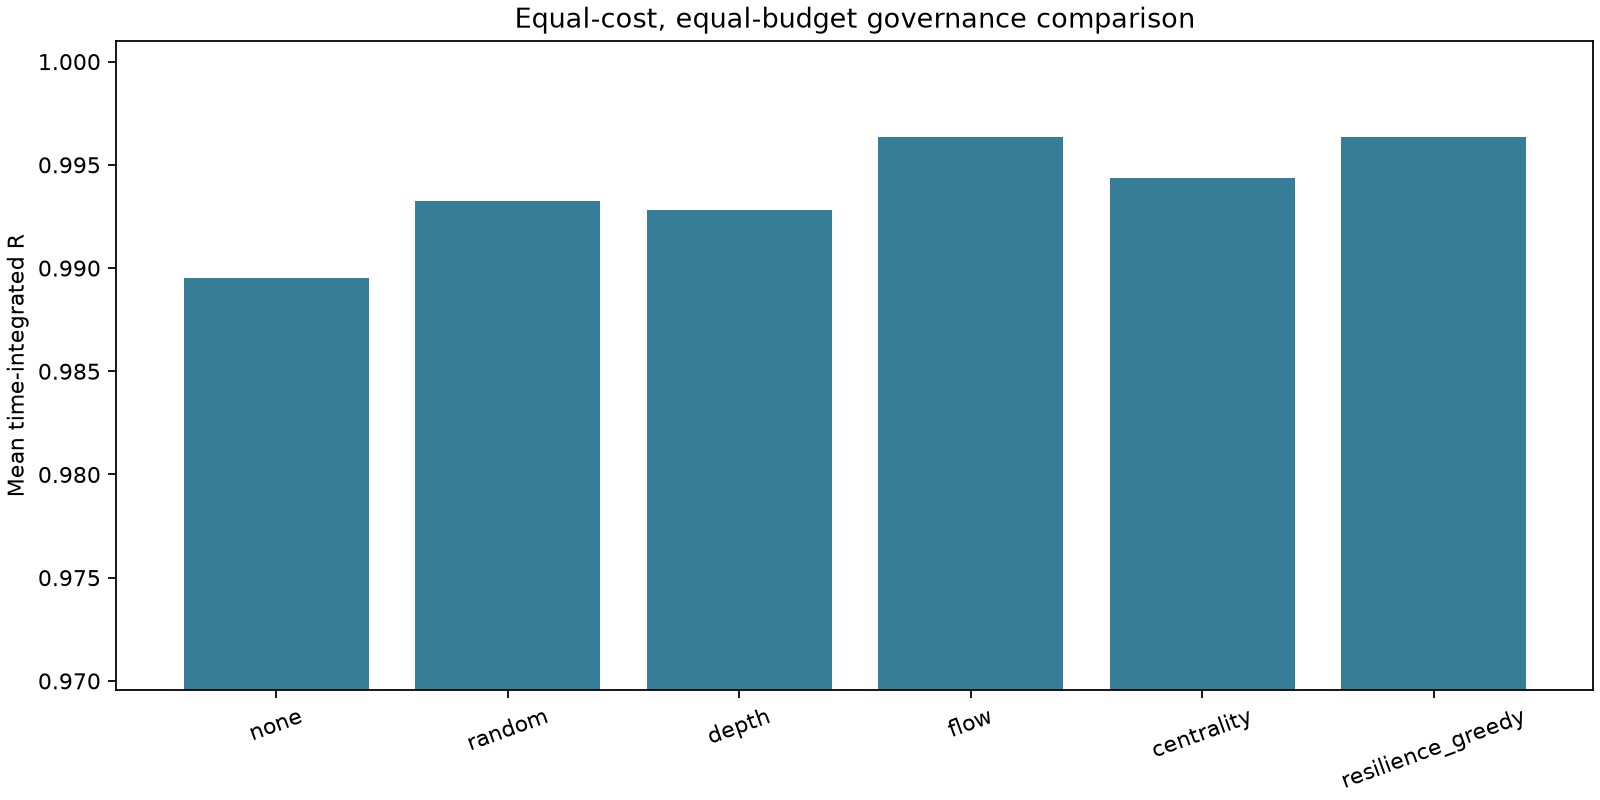 Equal-cost, equal-budget governance comparison
Mean time-integrated R
1.000
0.995
0.990
0.985
0.980
0.975
0.970
none
random
depth
flow
centrality
resilience_greedy